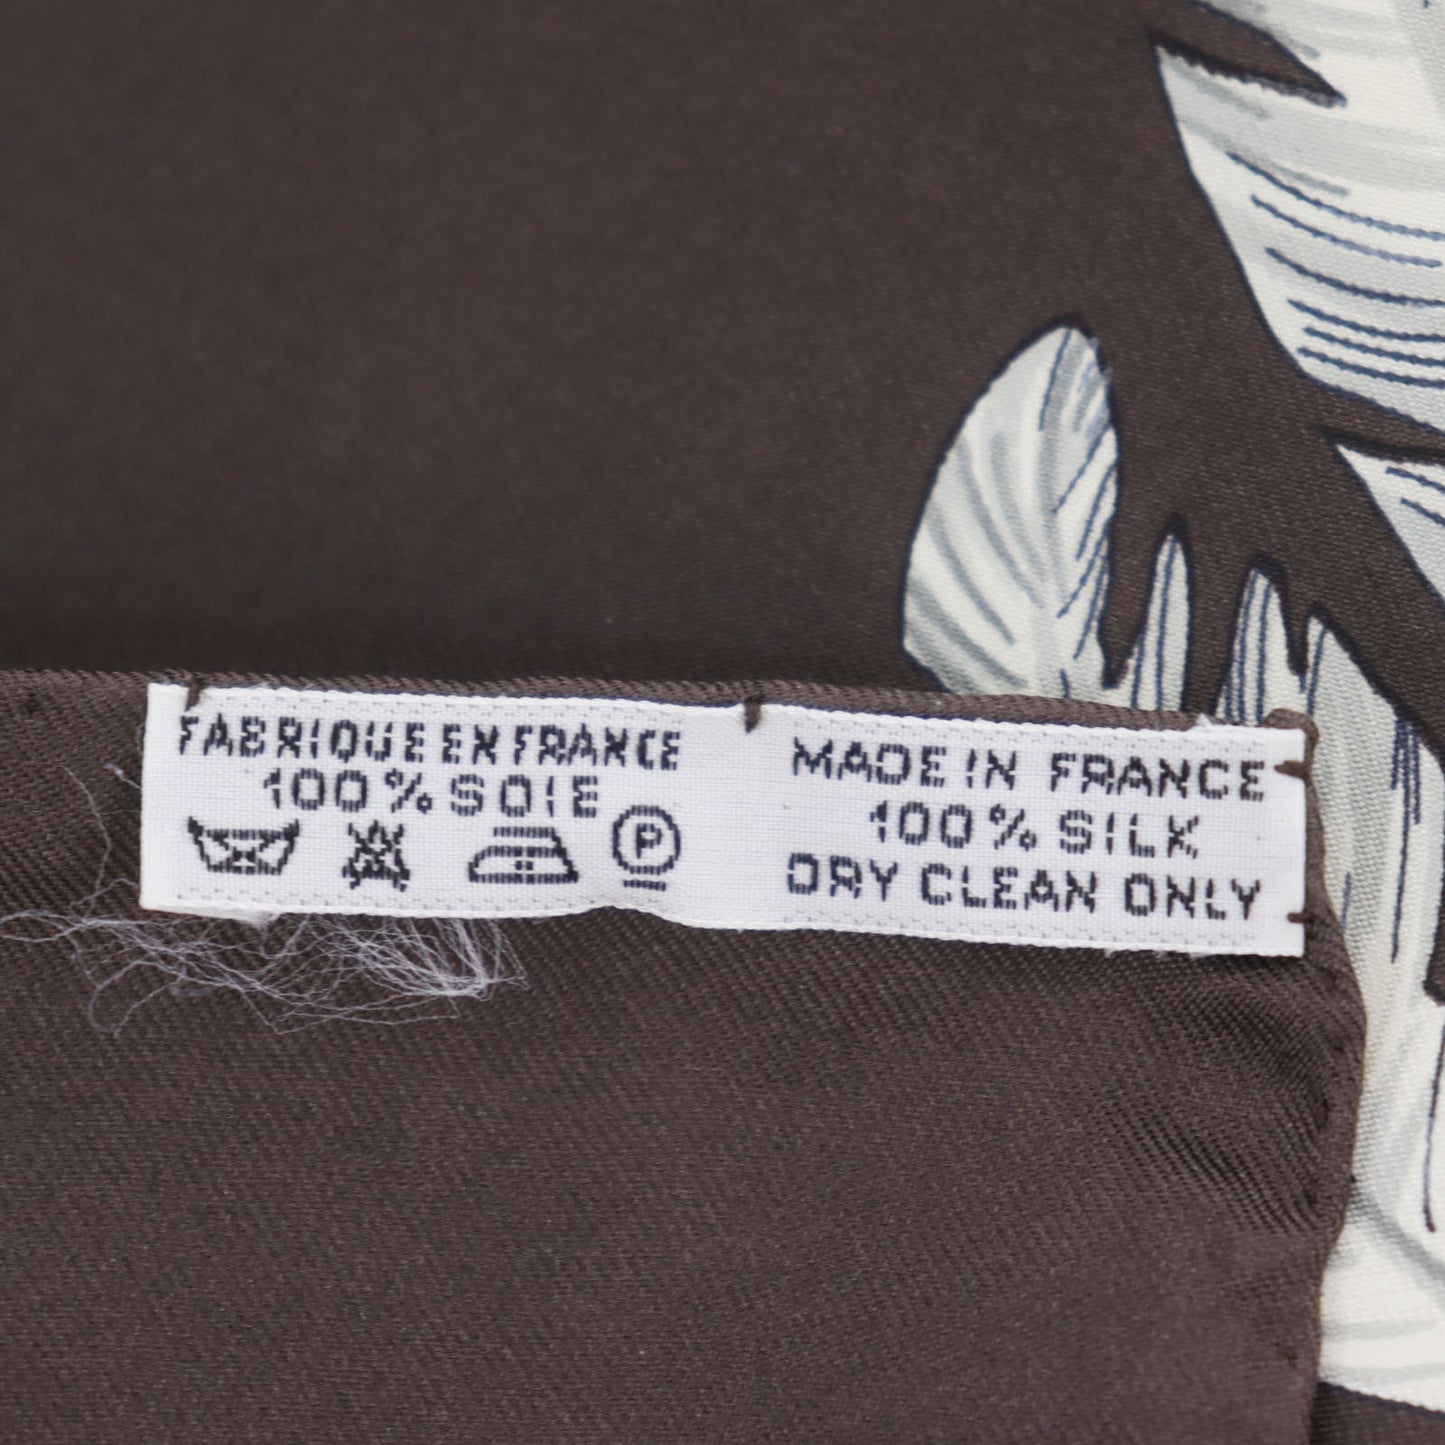 FABRIQUE EN FRANCE
100% SOIE
P
MADE IN FRANCE
100% SILK
DRY CLEAN ONLY